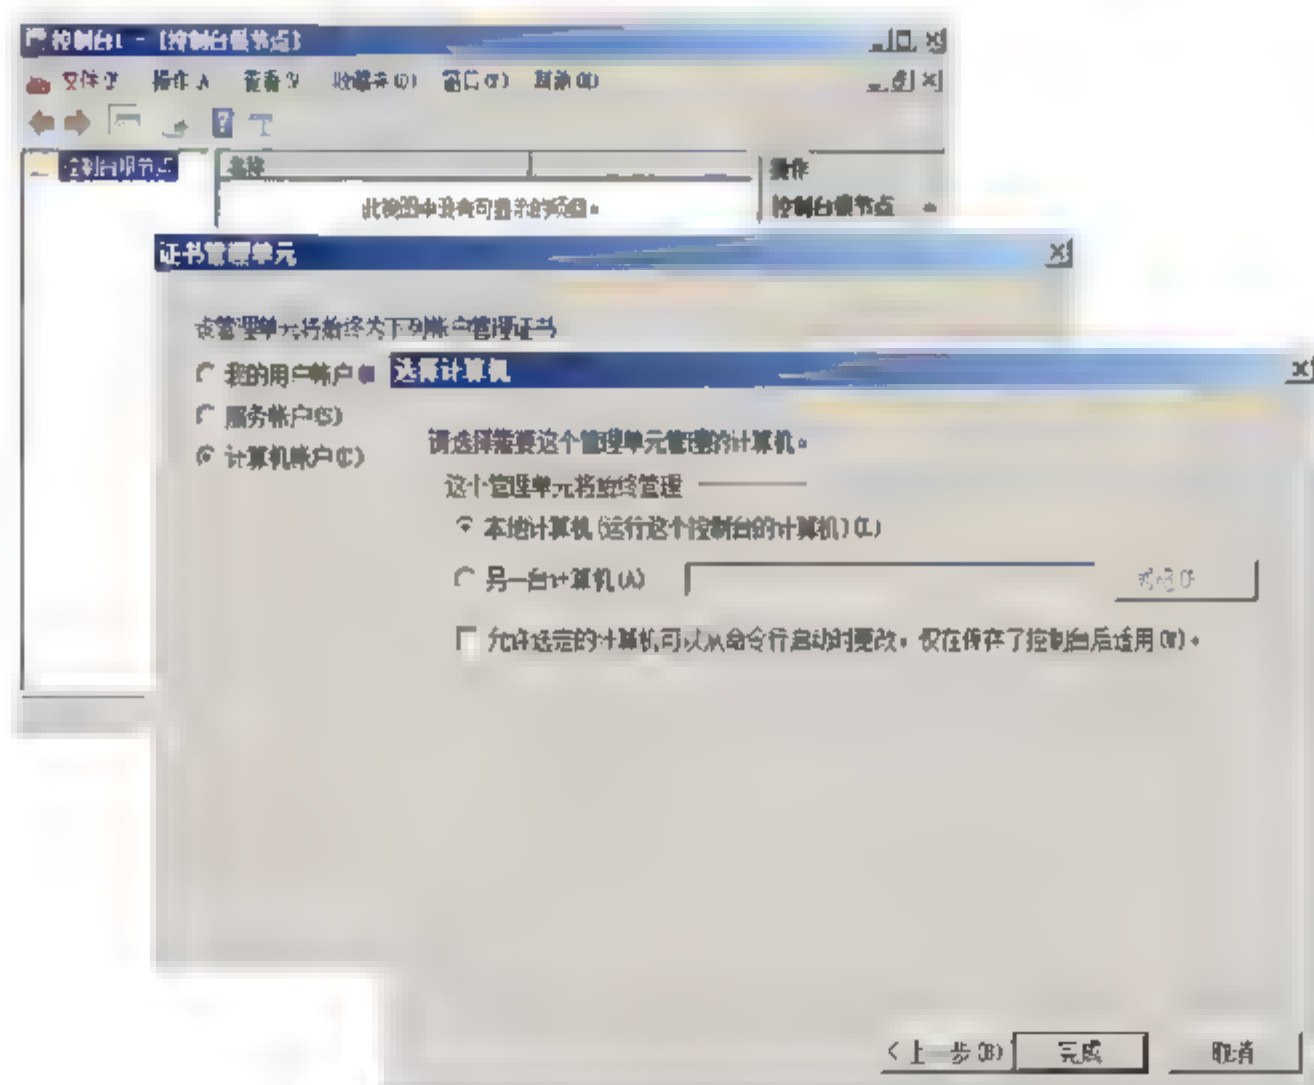 控制台1 - [控制台根节点]
文件(F) 操作(A) 查看(V) 收藏夹(O) 窗口(W) 帮助(H)
控制台根节点
名称
操作
此视图中没有可显示的项目。
控制台根节点
证书管理单元
该管理单元将始终为下列帐户管理证书
我的用户帐户
服务帐户(S)
计算机帐户(C)
选择计算机
请选择需要这个管理单元管理的计算机。
这个管理单元将始终管理
本地计算机(运行这个控制台的计算机)(L)
另一台计算机(A)
允许选定的计算机可以从命令行启动时更改。仅在保存了控制台后适用(W)。
< 上一步(B)
完成
取消